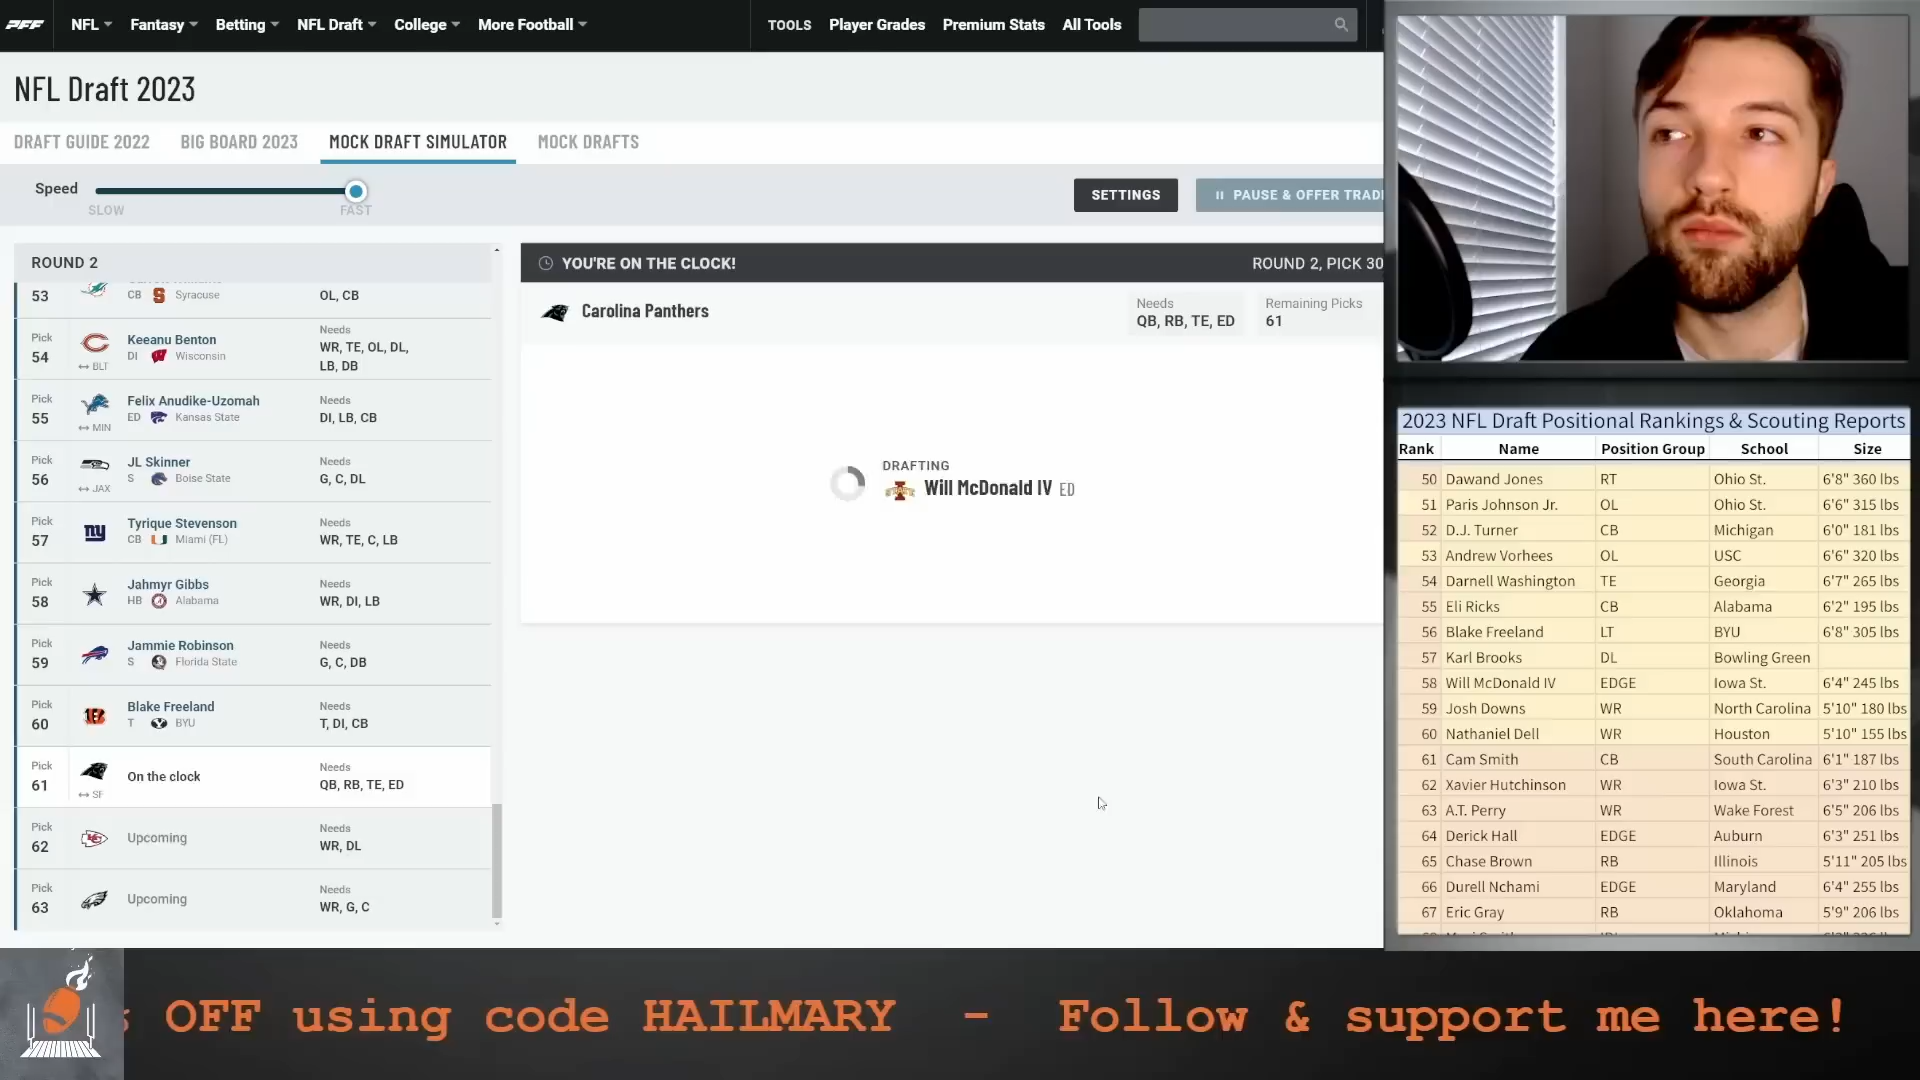 PFF NFL Fantasy Betting NFL Draft College More Football TOOLS Player Grades Premium Stats All Tools
NFL Draft 2023
DRAFT GUIDE 2022 BIG BOARD 2023 MOCK DRAFT SIMULATOR MOCK DRAFTS
Speed
SLOW FAST
SETTINGS PAUSE & OFFER TRAD
ROUND 2
53 CB Syracuse OL, CB
Pick 54 BLT
Keeanu Benton
DI Wisconsin
Needs
WR, TE, OL, DL,
LB, DB
Pick 55 MIN
Felix Anudike-Uzomah
ED Kansas State
Needs
DI, LB, CB
Pick 56 JAX
JL Skinner
S Boise State
Needs
G, C, DL
Pick 57 ny
Tyrique Stevenson
CB Miami (FL)
Needs
WR, TE, C, LB
Pick 58
Jahmyr Gibbs
HB Alabama
Needs
WR, DI, LB
Pick 59
Jammie Robinson
S Florida State
Needs
G, C, DB
Pick 60
Blake Freeland
T BYU
Needs
T, DI, CB
Pick 61 SF
On the clock
Needs
QB, RB, TE, ED
Pick 62
Upcoming
Needs
WR, DL
Pick 63
Upcoming
Needs
WR, G, C
YOU'RE ON THE CLOCK! ROUND 2, PICK 30
Carolina Panthers
Needs
QB, RB, TE, ED
Remaining Picks
61
DRAFTING
Will McDonald IV ED
2023 NFL Draft Positional Rankings & Scouting Reports
Rank Name Position Group School Size
50 Dawand Jones RT Ohio St. 6'8" 360 lbs
51 Paris Johnson Jr. OL Ohio St. 6'6" 315 lbs
52 D.J. Turner CB Michigan 6'0" 181 lbs
53 Andrew Vorhees OL USC 6'6" 320 lbs
54 Darnell Washington TE Georgia 6'7" 265 lbs
55 Eli Ricks CB Alabama 6'2" 195 lbs
56 Blake Freeland LT BYU 6'8" 305 lbs
57 Karl Brooks DL Bowling Green
58 Will McDonald IV EDGE Iowa St. 6'4" 245 lbs
59 Josh Downs WR North Carolina 5'10" 180 lbs
60 Nathaniel Dell WR Houston 5'10" 155 lbs
61 Cam Smith CB South Carolina 6'1" 187 lbs
62 Xavier Hutchinson WR Iowa St. 6'3" 210 lbs
63 A.T. Perry WR Wake Forest 6'5" 206 lbs
64 Derick Hall EDGE Auburn 6'3" 251 lbs
65 Chase Brown RB Illinois 5'11" 205 lbs
66 Durell Nchami EDGE Maryland 6'4" 255 lbs
67 Eric Gray RB Oklahoma 5'9" 206 lbs
OFF using code HAILMARY - Follow & support me here!